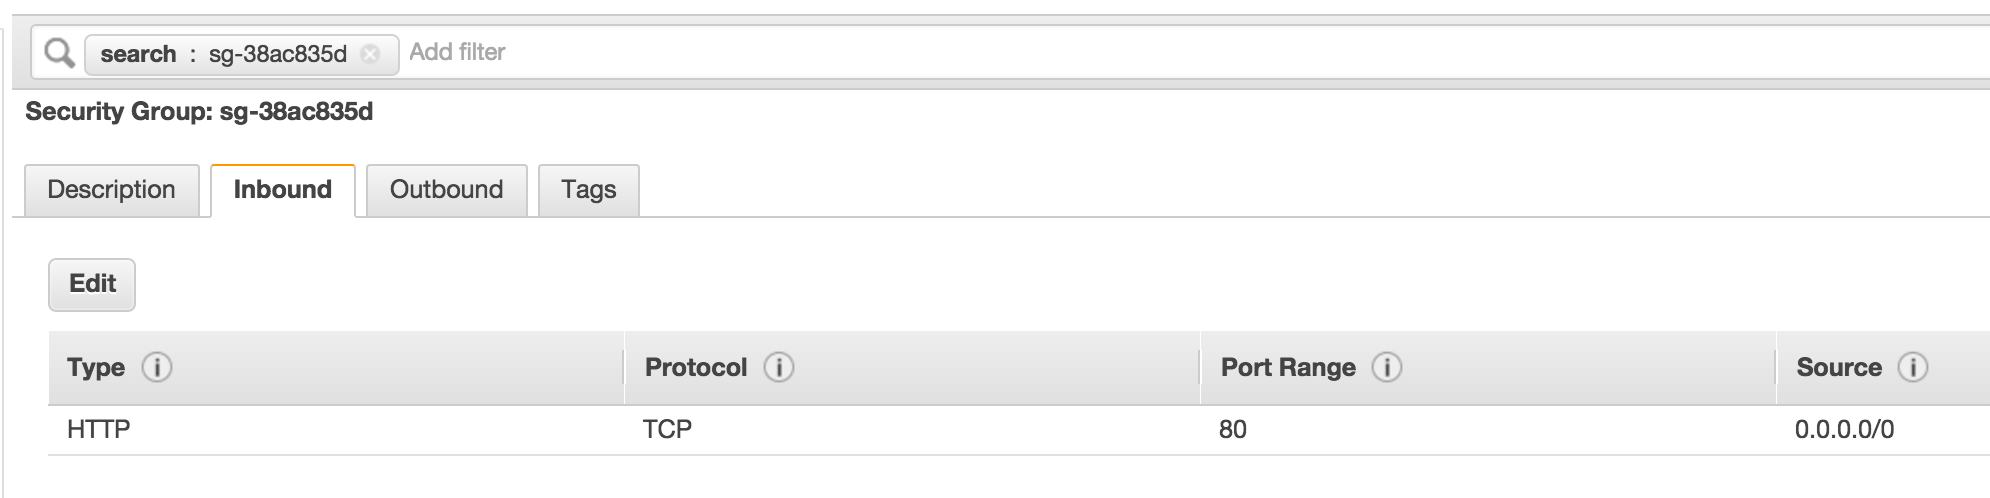 search : sg-38ac835d Add filter
Security Group: sg-38ac835d
Description Inbound Outbound Tags
Edit
Type Protocol Port Range Source
HTTP TCP 80 0.0.0.0/0